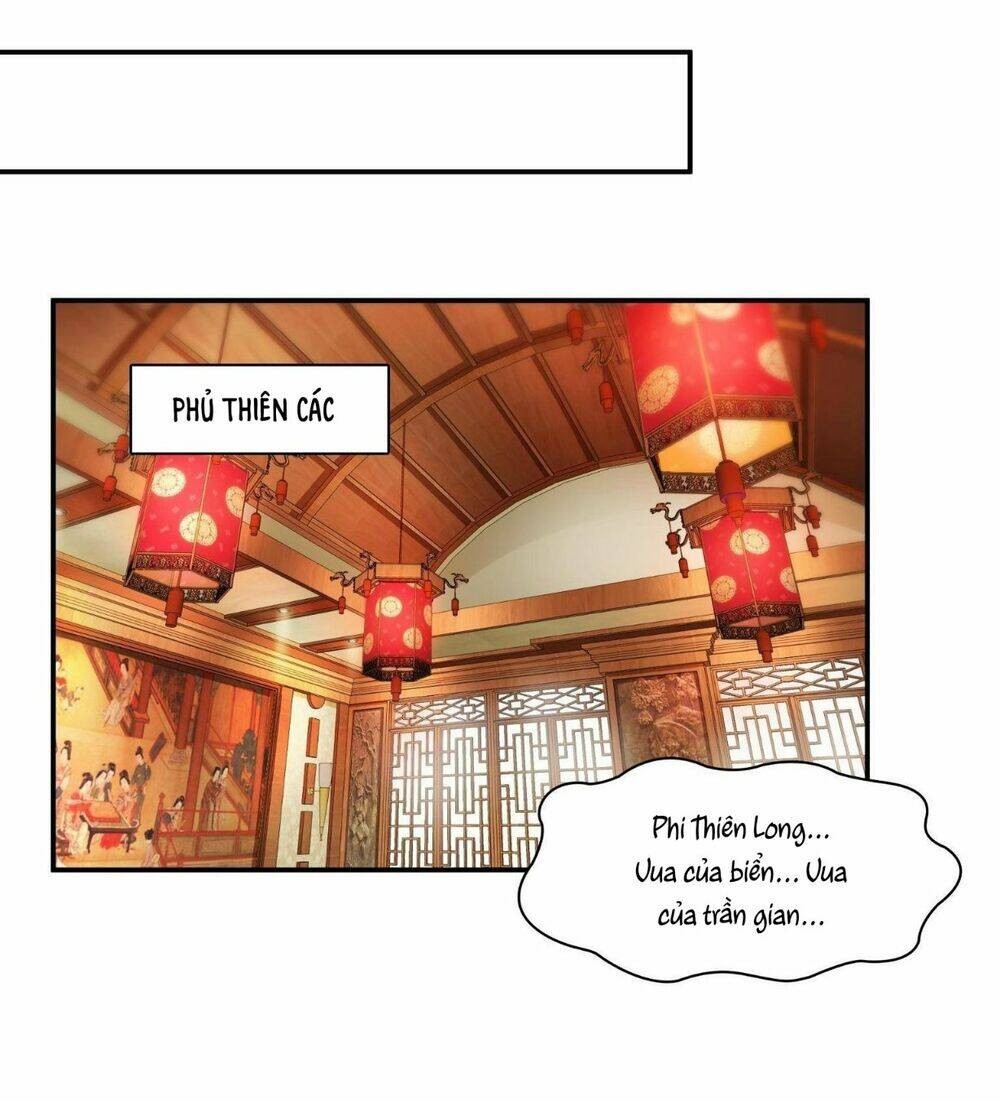 PHỦ THIÊN CÁC
Phi Thiên Long...
Vua của biển... Vua
của trần gian...